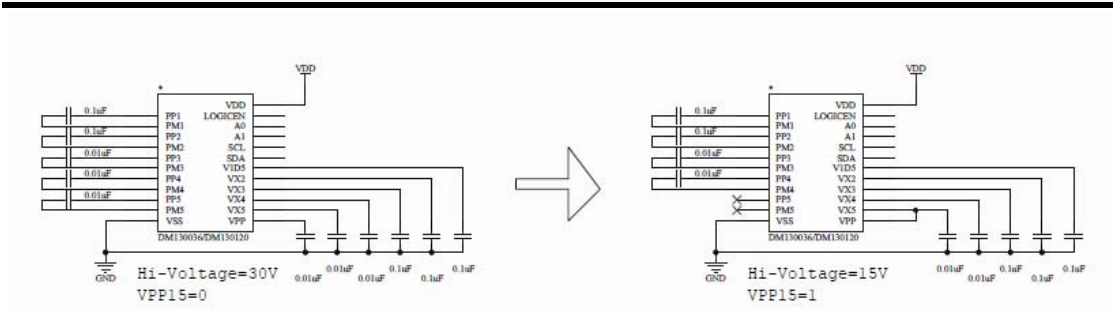 VDD
*
0.1uF
0.1uF
0.01uF
0.01uF
0.01uF
PP1
PM1
PP2
PM2
PP3
PM3
PP4
PM4
PP5
PM5
VSS
VDD
LOGICEN
A0
A1
SCL
SDA
V1D5
VX2
VX3
VX4
VX5
VPP
DM130036/DM130120
GND
0.01uF
0.01uF
0.01uF
0.1uF
0.1uF
0.1uF
Hi-Voltage=30V
VPP15=0
VDD
*
0.1uF
0.1uF
0.01uF
0.01uF
PP1
PM1
PP2
PM2
PP3
PM3
PP4
PM4
PP5
PM5
VSS
VDD
LOGICEN
A0
A1
SCL
SDA
V1D5
VX2
VX3
VX4
VX5
VPP
DM130036/DM130120
GND
0.01uF
0.01uF
0.1uF
0.1uF
0.1uF
Hi-Voltage=15V
VPP15=1